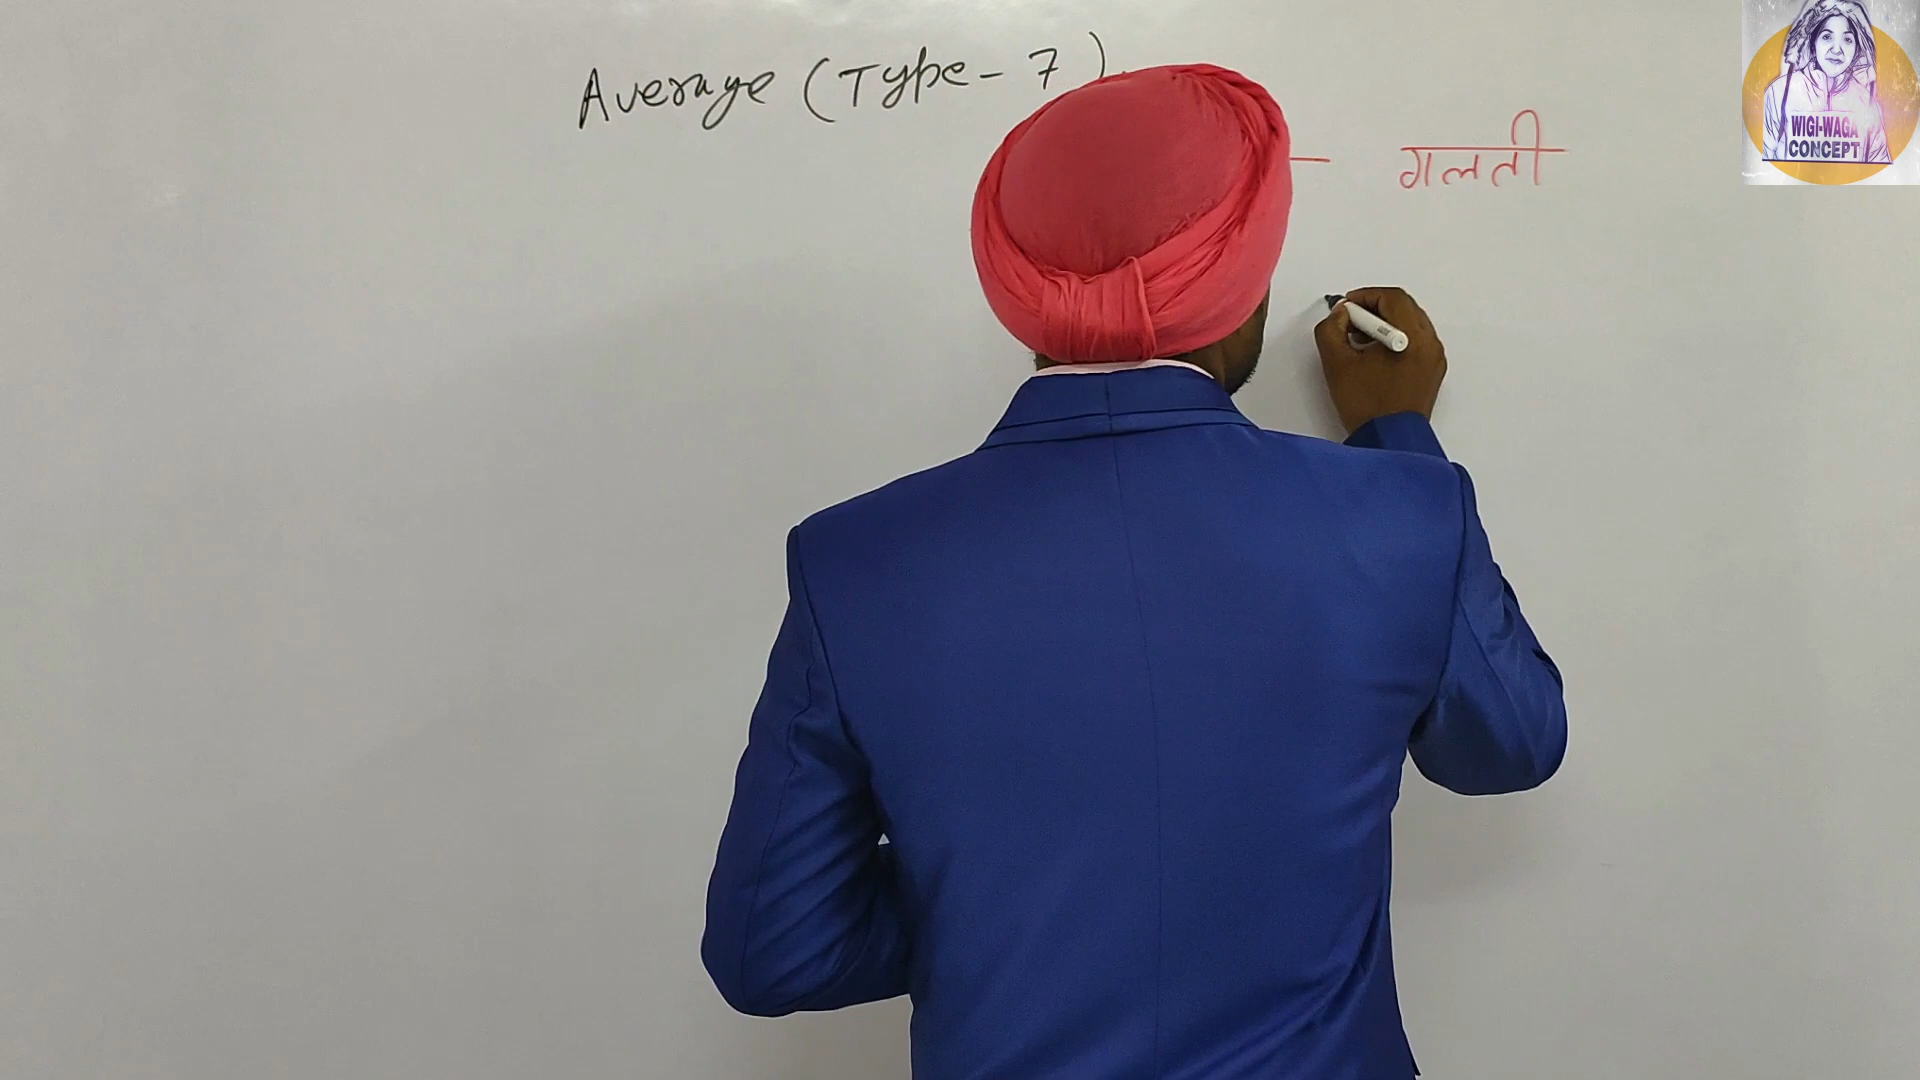 Average (Type - 7)
- गलती
WIGI-WAGA
CONCEPT